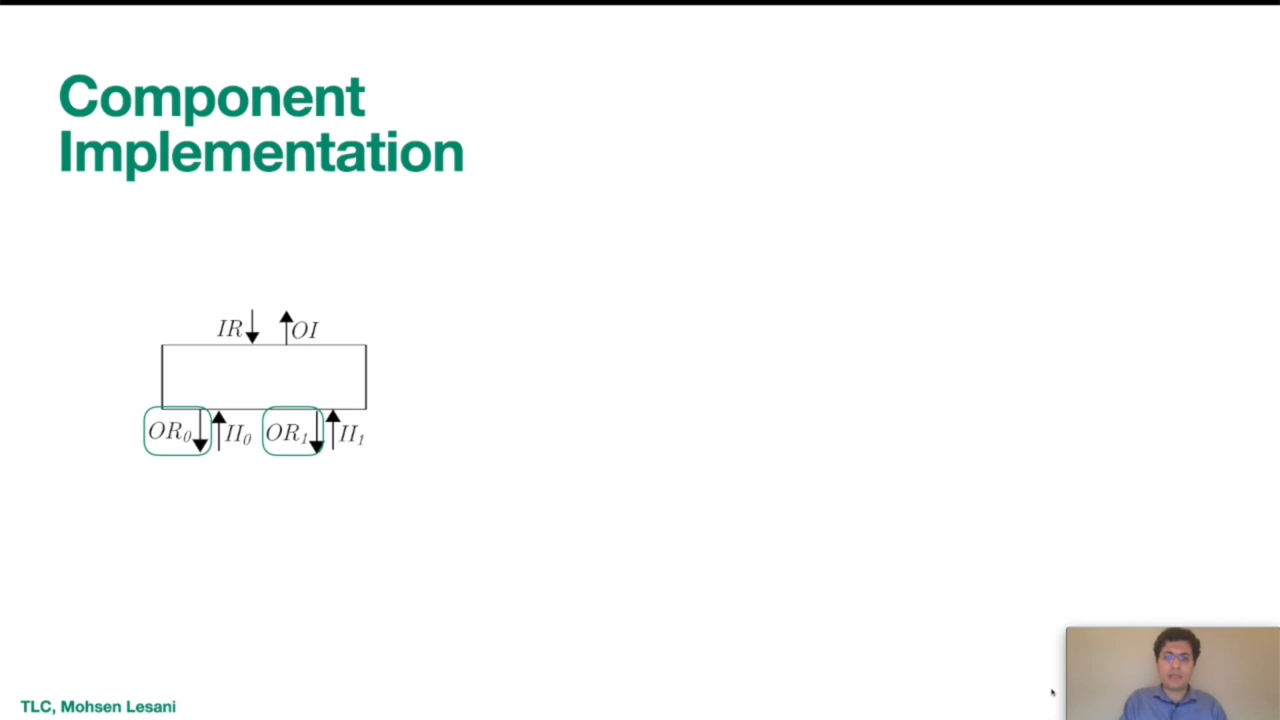 Component
Implementation
IR OI
OR₀ II₀ OR₁ II₁
TLC, Mohsen Lesani